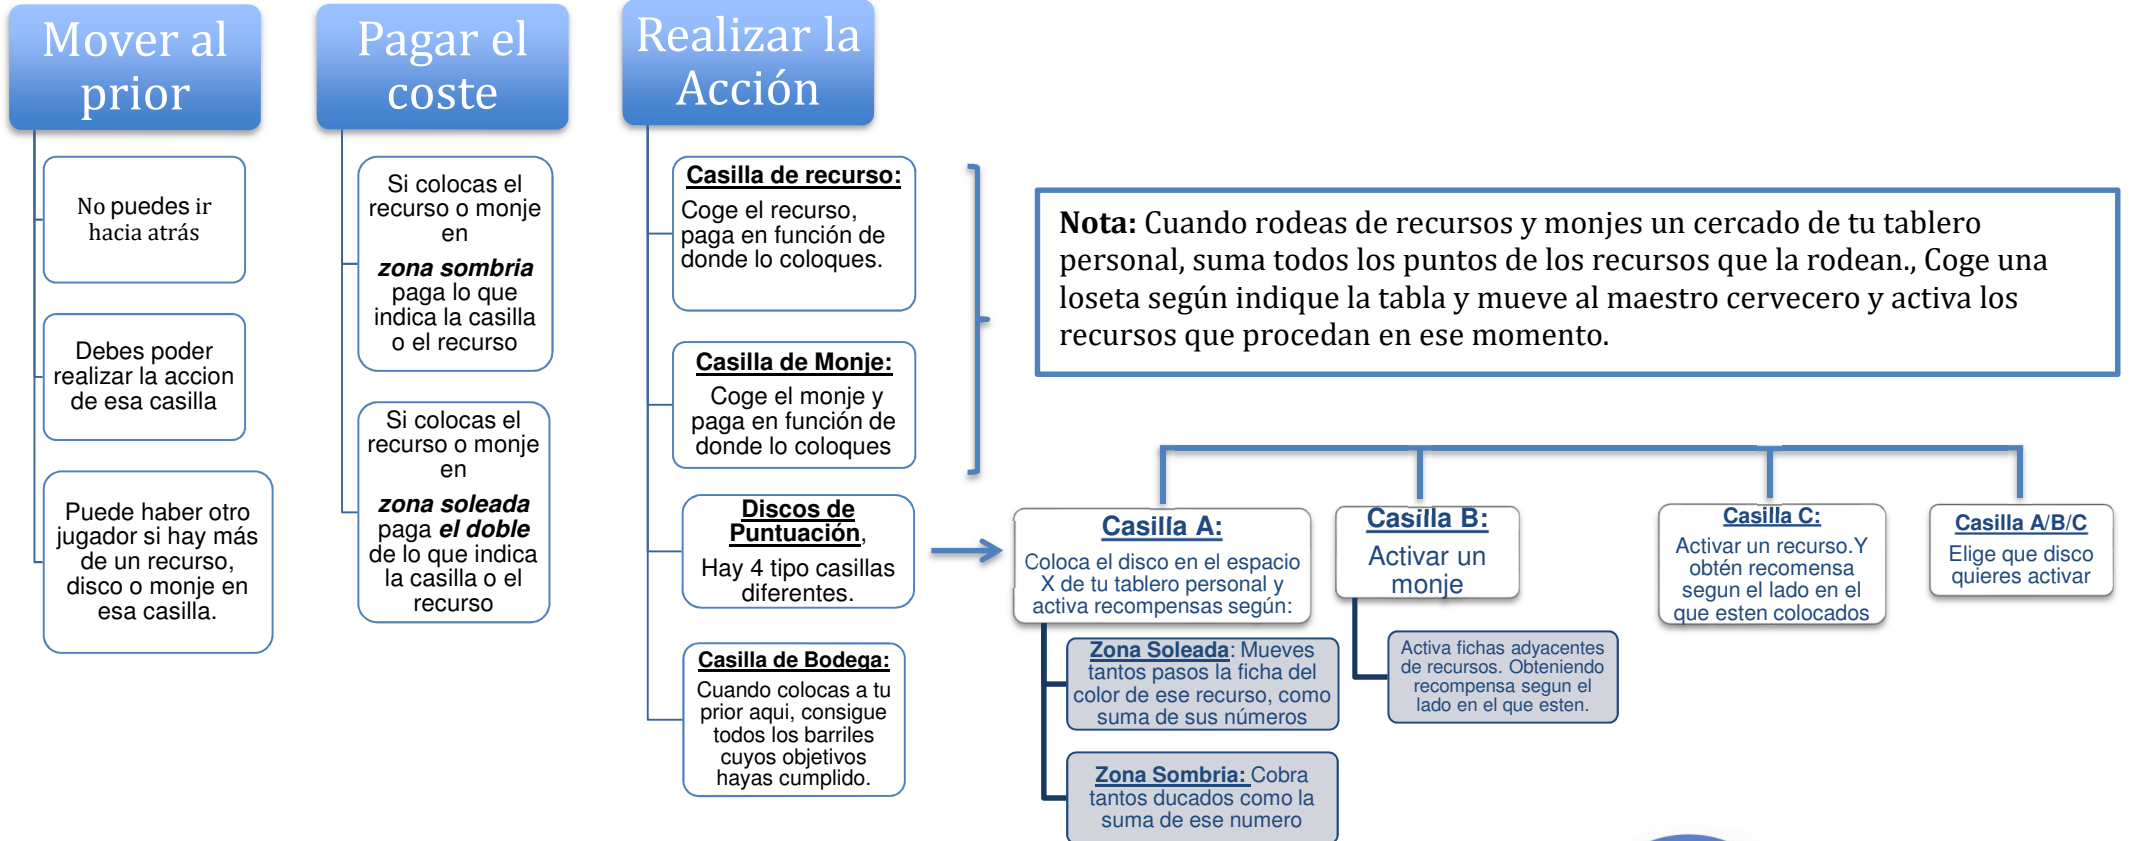 Mover al
prior
No puedes ir
hacia atrás
Debes poder
realizar la accion
de esa casilla
Puede haber otro
jugador si hay más
de un recurso,
disco o monje en
esa casilla.
Pagar el
coste
Si colocas el
recurso o monje
en
zona sombria
paga lo que
indica la casilla
o el recurso
Si colocas el
recurso o monje
en
zona soleada
paga el doble
de lo que indica
la casilla o el
recurso
Realizar la
Acción
Casilla de recurso:
Coge el recurso,
paga en función de
donde lo coloques.
Casilla de Monje:
Coge el monje y
paga en función de
donde lo coloques
Discos de
Puntuación,
Hay 4 tipo casillas
diferentes.
Casilla de Bodega:
Cuando colocas a tu
prior aqui, consigue
todos los barriles
cuyos objetivos
hayas cumplido.
Nota: Cuando rodeas de recursos y monjes un cercado de tu tablero
personal, suma todos los puntos de los recursos que la rodean., Coge una
loseta según indique la tabla y mueve al maestro cervecero y activa los
recursos que procedan en ese momento.
Casilla A:
Coloca el disco en el espacio
X de tu tablero personal y
activa recompensas según:
Zona Soleada: Mueves
tantos pasos la ficha del
color de ese recurso, como
suma de sus números
Zona Sombria: Cobra
tantos ducados como la
suma de ese numero
Casilla B:
Activar un
monje
Activa fichas adyacentes
de recursos. Obteniendo
recompensa segun el
lado en el que esten.
Casilla C:
Activar un recurso.Y
obtén recomensa
segun el lado en el
que esten colocados
Casilla A/B/C
Elige que disco
quieres activar